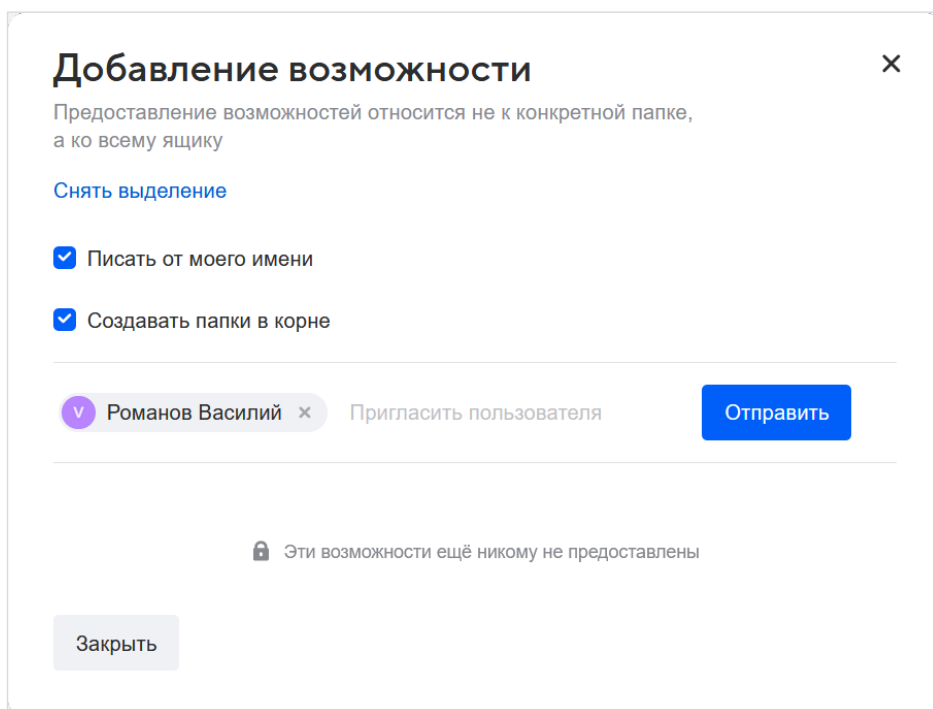 Добавление возможности
Предоставление возможностей относится не к конкретной папке,
а ко всему ящику
Снять выделение
Писать от моего имени
Создавать папки в корне
V Романов Василий × Пригласить пользователя Отправить
Эти возможности ещё никому не предоставлены
Закрыть